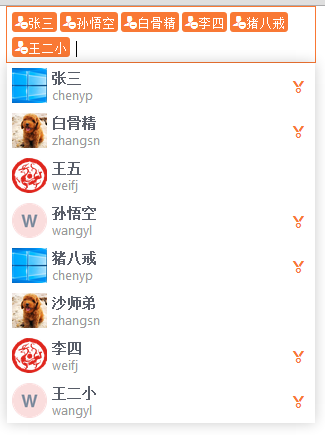 张三 孙悟空 白骨精 李四 猪八戒
王二小
张三
chenyp
白骨精
zhangsn
王五
weifj
W
孙悟空
wangyl
猪八戒
chenyp
沙师弟
zhangsn
李四
weifj
W
王二小
wangyl